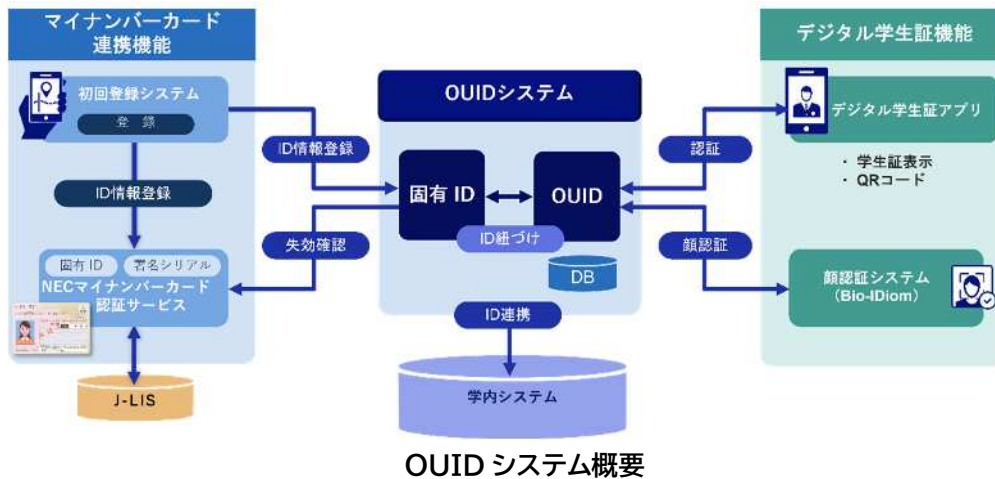 マイナンバーカード
連携機能
初回登録システム
登 録
ID情報登録
固有 ID
署名シリアル
NECマイナンバーカード
認証サービス
J-LIS
ID情報登録
失効確認
OUIDシステム
固有 ID
OUID
ID紐づけ
DB
ID連携
学内システム
認証
顔認証
デジタル学生証機能
デジタル学生証アプリ
・ 学生証表示
・ QRコード
顔認証システム
（Bio-IDiom）
OUID システム概要